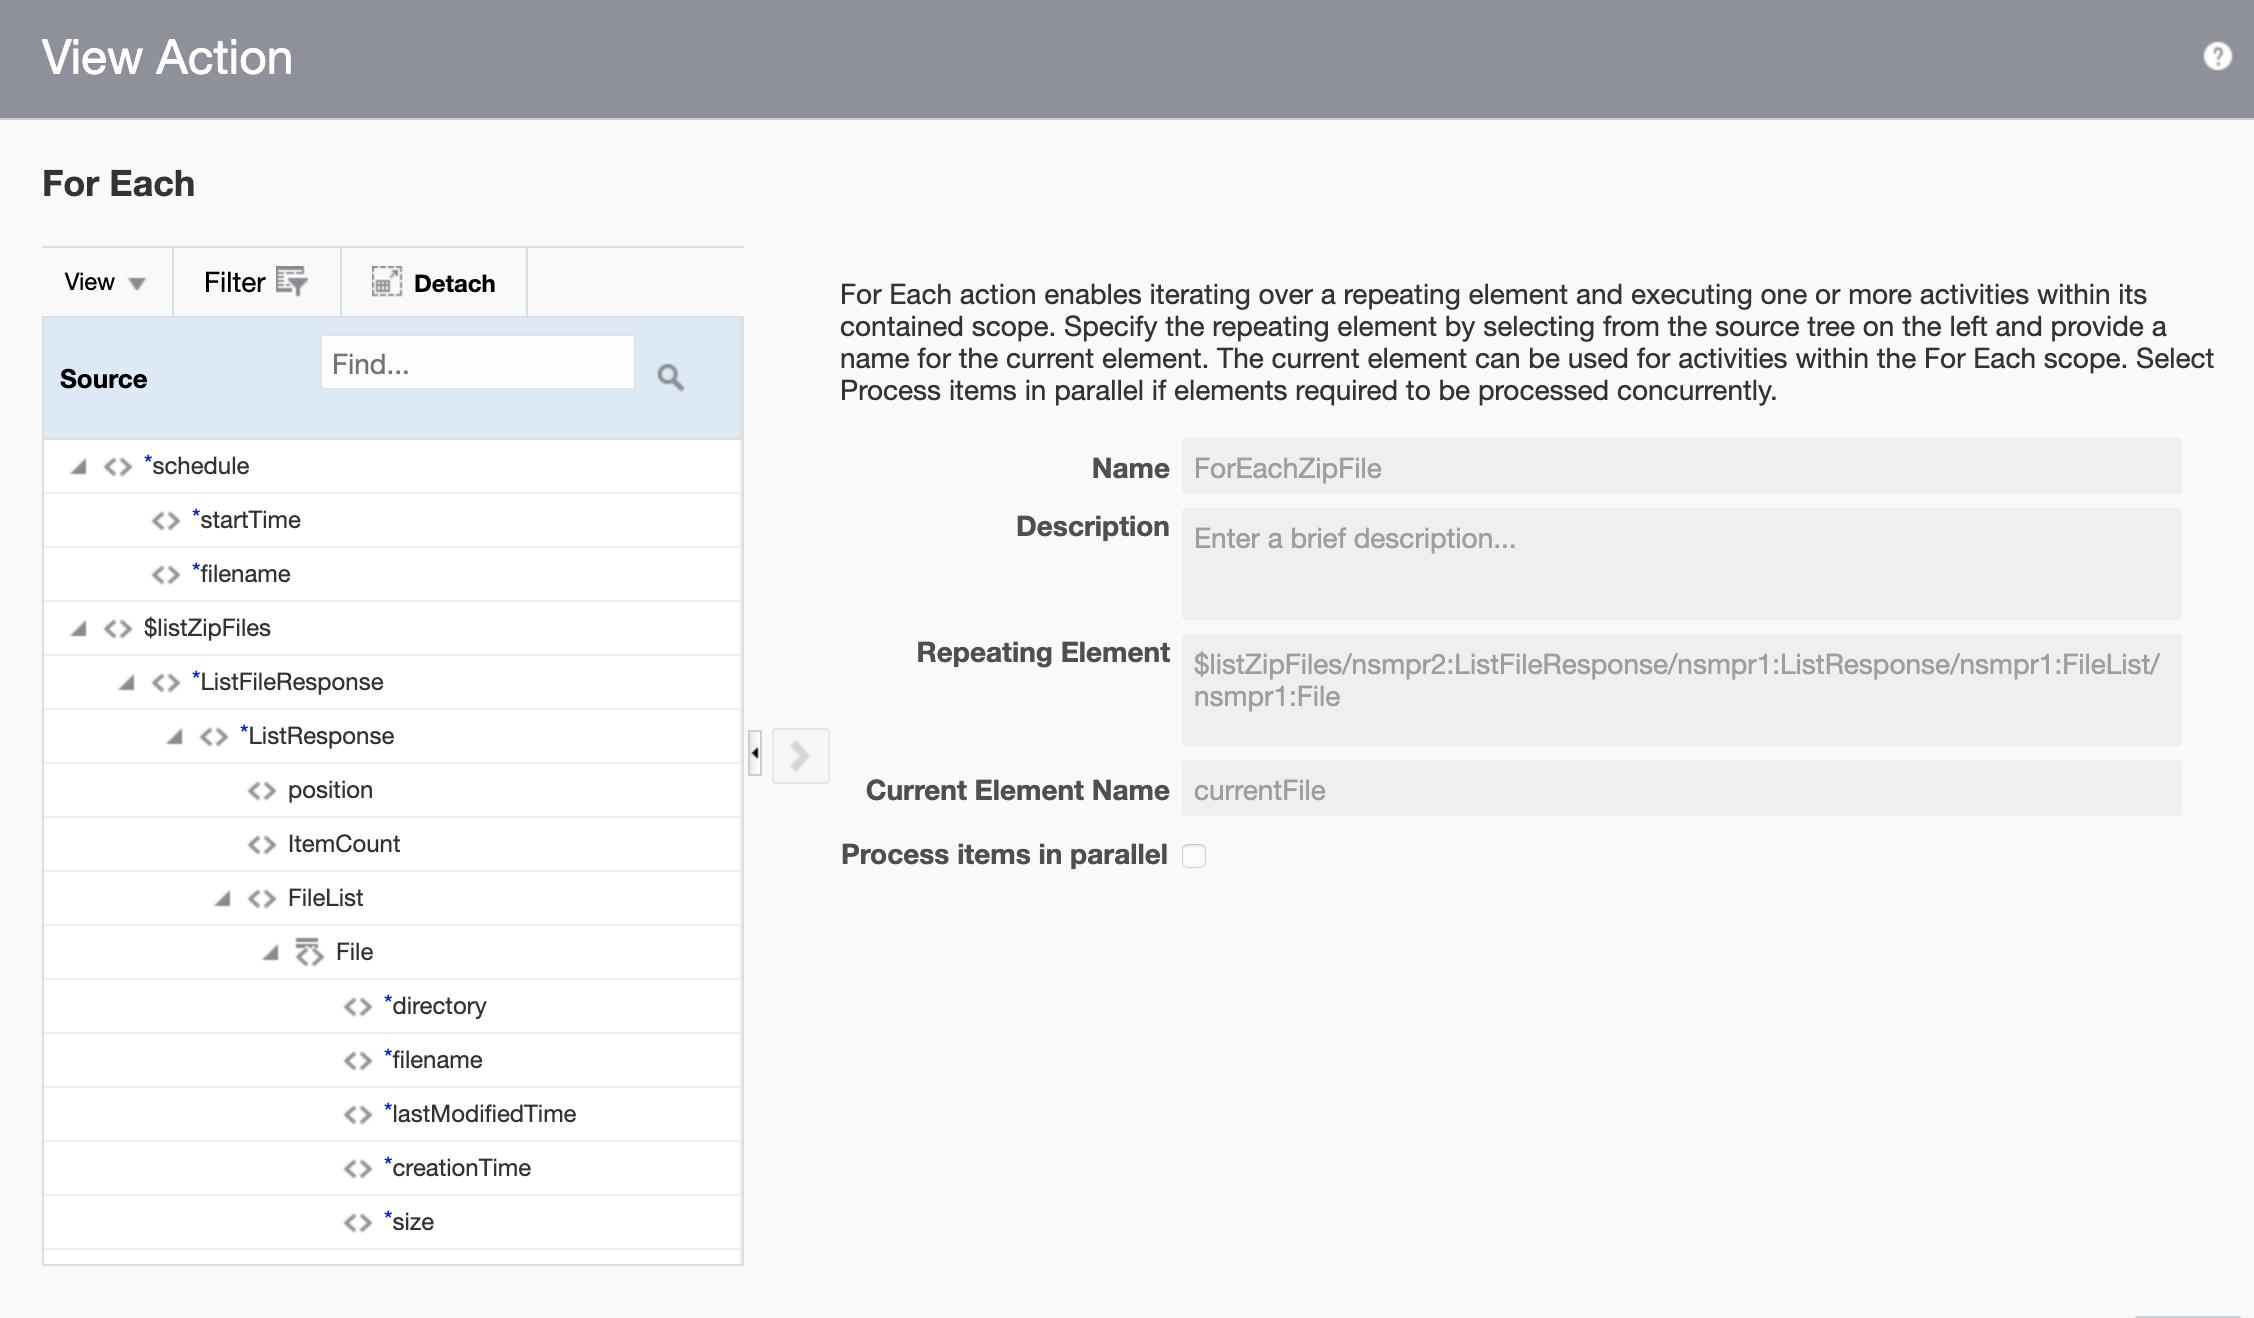 View Action
?
For Each
View
Filter
Detach
Source
Find...
*schedule
*startTime
*filename
$listZipFiles
*ListFileResponse
*ListResponse
position
ItemCount
FileList
File
*directory
*filename
*lastModifiedTime
*creationTime
*size
For Each action enables iterating over a repeating element and executing one or more activities within its
contained scope. Specify the repeating element by selecting from the source tree on the left and provide a
name for the current element. The current element can be used for activities within the For Each scope. Select
Process items in parallel if elements required to be processed concurrently.
Name ForEachZipFile
Description Enter a brief description...
Repeating Element $listZipFiles/nsmpr2:ListFileResponse/nsmpr1:ListResponse/nsmpr1:FileList/
nsmpr1:File
Current Element Name currentFile
Process items in parallel